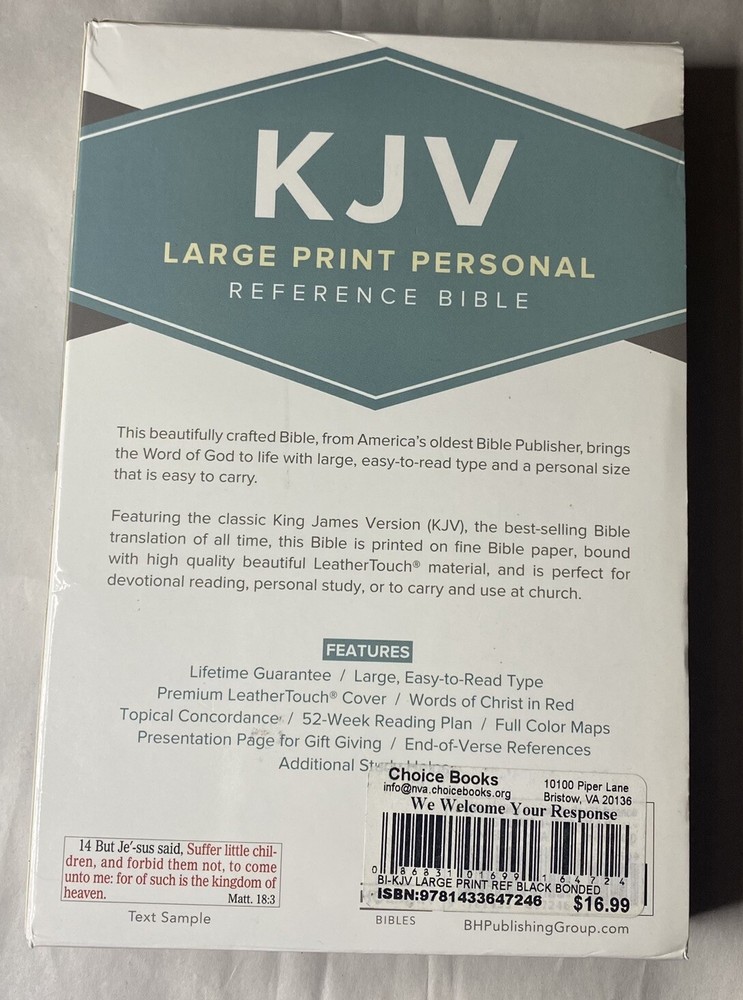 KJV
LARGE PRINT PERSONAL
REFERENCE BIBLE
This beautifully crafted Bible, from America's oldest Bible Publisher, brings
the Word of God to life with large, easy-to-read type and a personal size
that is easy to carry.
Featuring the classic King James Version (KJV), the best-selling Bible
translation of all time, this Bible is printed on fine Bible paper, bound
with high quality beautiful LeatherTouch® material, and is perfect for
devotional reading, personal study, or to carry and use at church.
FEATURES
Lifetime Guarantee / Large, Easy-to-Read Type
Premium LeatherTouch® Cover / Words of Christ in Red
Topical Concordance / 52-Week Reading Plan / Full Color Maps
Presentation Page for Gift Giving / End-of-Verse References
Additional Study Helps
Choice Books
info@nva.choicebooks.org
10100 Piper Lane
Bristow, VA 20136
We Welcome Your Response
0 86831 01699 1 64724
BI-KJV LARGE PRINT REF BLACK BONDED
ISBN:9781433647246 $16.99
14 But Je′-sus said, Suffer little chil-
dren, and forbid them not, to come
unto me: for of such is the kingdom of
heaven.
Matt. 18:3
Text Sample
BIBLES
BHPublishingGroup.com